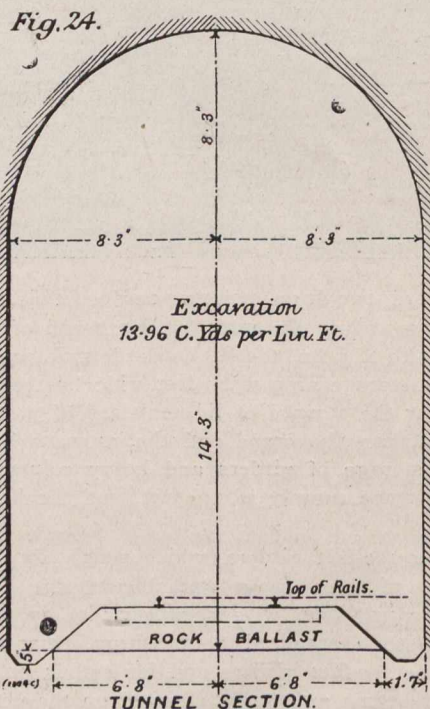 Fig. 24.
8·3"
8·3" 8·3"
Excavation
13·96 C. Yds per Lin. Ft.
14·3"
Top of Rails.
ROCK BALLAST
5"
6'8" 6'8" 1'7"
TUNNEL SECTION.